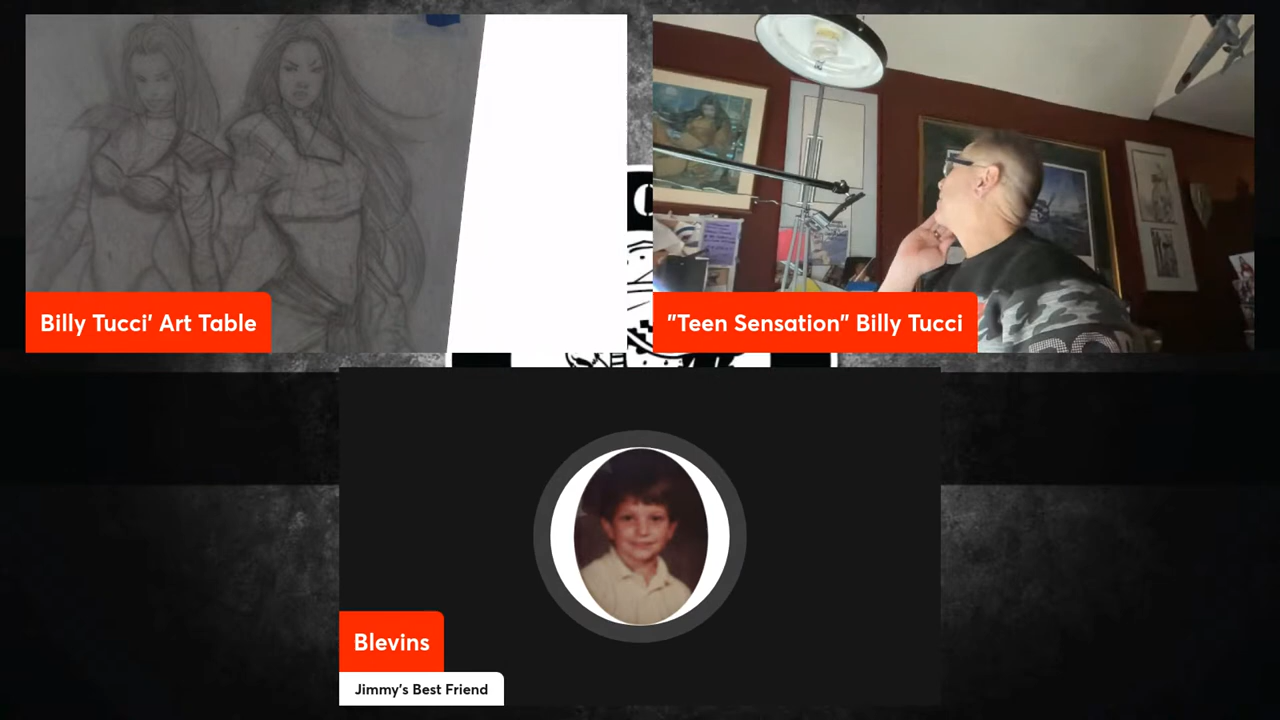 Billy Tucci' Art Table
"Teen Sensation" Billy Tucci
Blevins
Jimmy's Best Friend